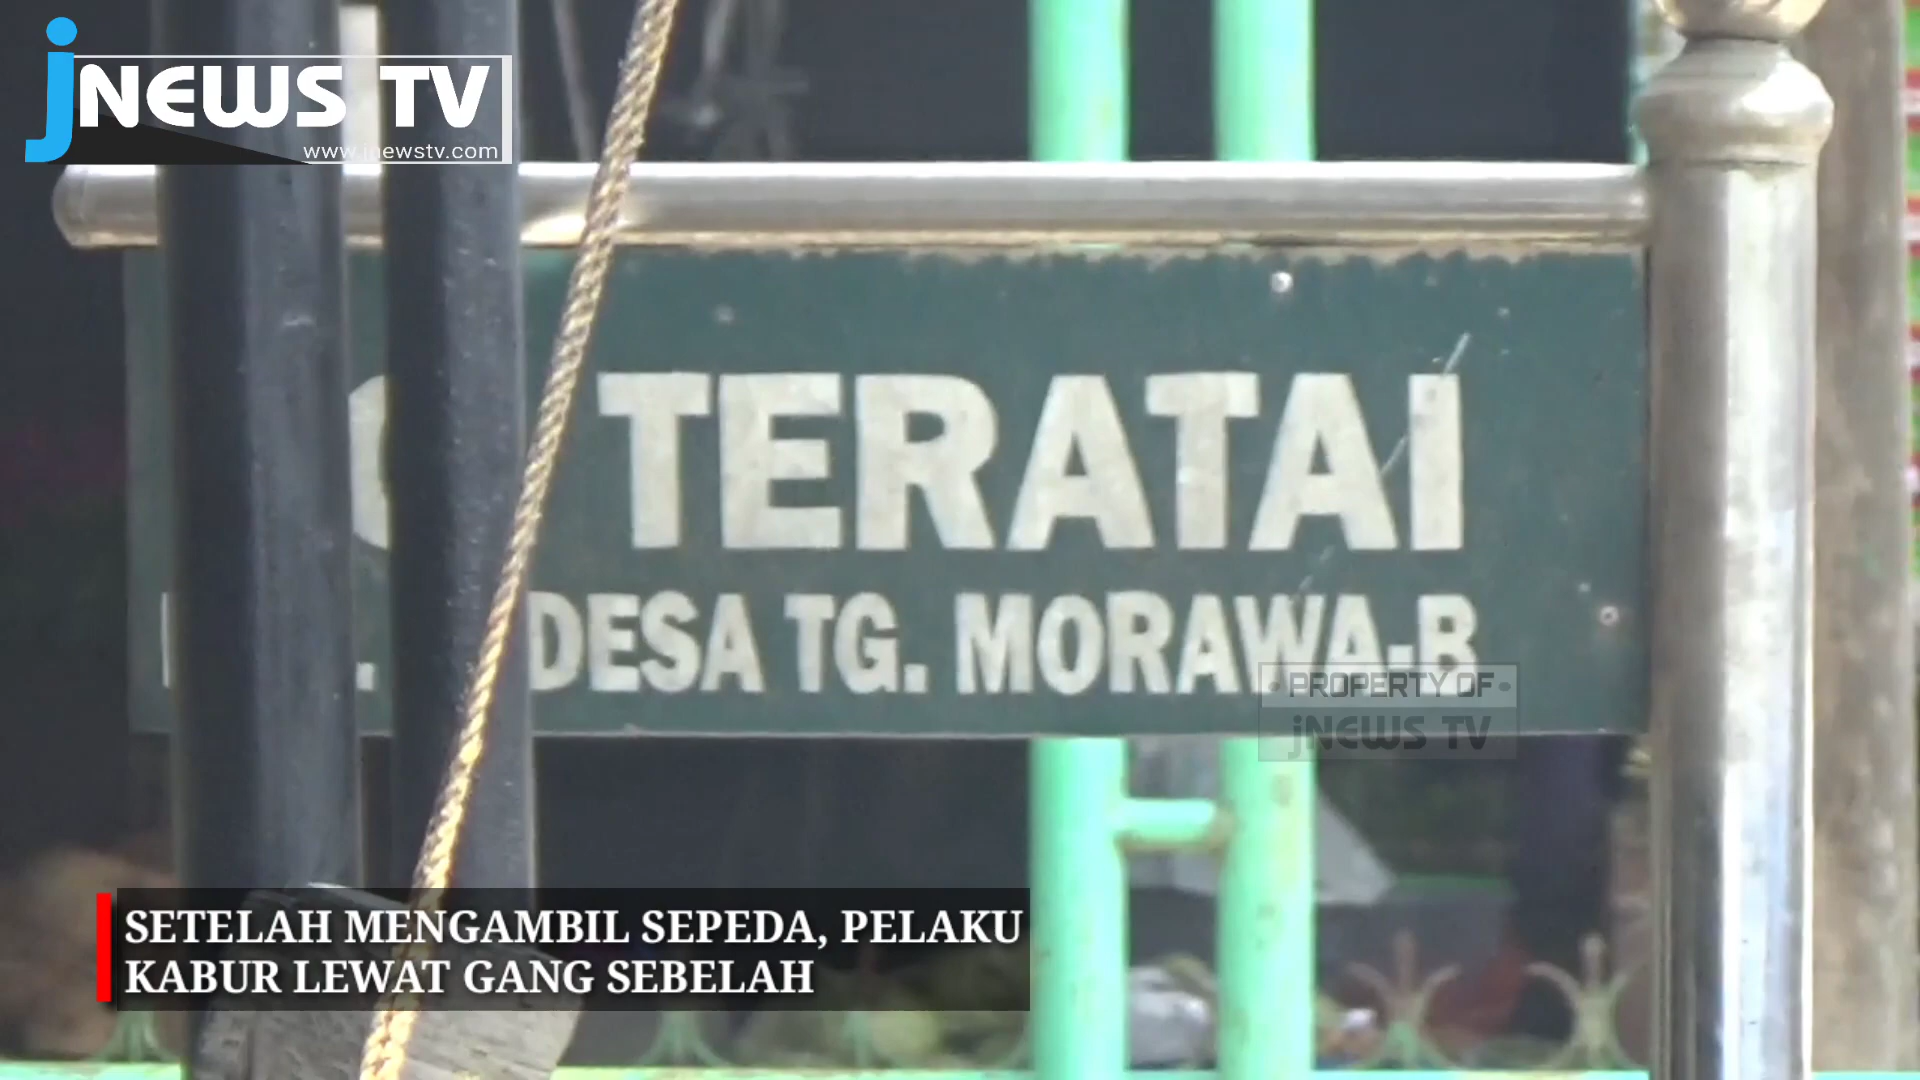 jNEWS TV
www.jnewstv.com
TERATAI
DESA TG. MORAWA-B
PROPERTY OF
jNEWS TV
SETELAH MENGAMBIL SEPEDA, PELAKU
KABUR LEWAT GANG SEBELAH